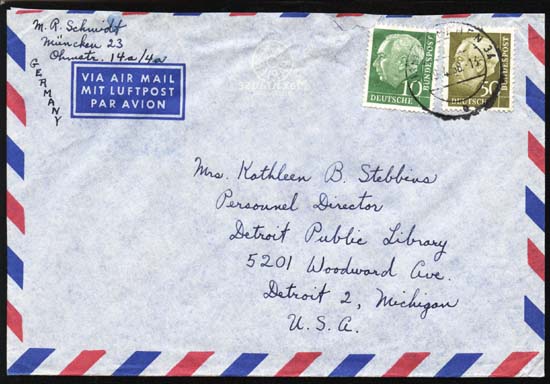 M. R. Schmidt
München 23
Ohmstr. 14a/4a
GERMANY
VIA AIR MAIL
MIT LUFTPOST
PAR AVION
10
DEUTSCHE
BUNDESPOST
50
DEUTSCHE
BUNDESPOST
Mrs. Kathleen B. Stebbins
Personnel Director
Detroit Public Library
5201 Woodward Ave.
Detroit 2, Michigan
U. S. A.